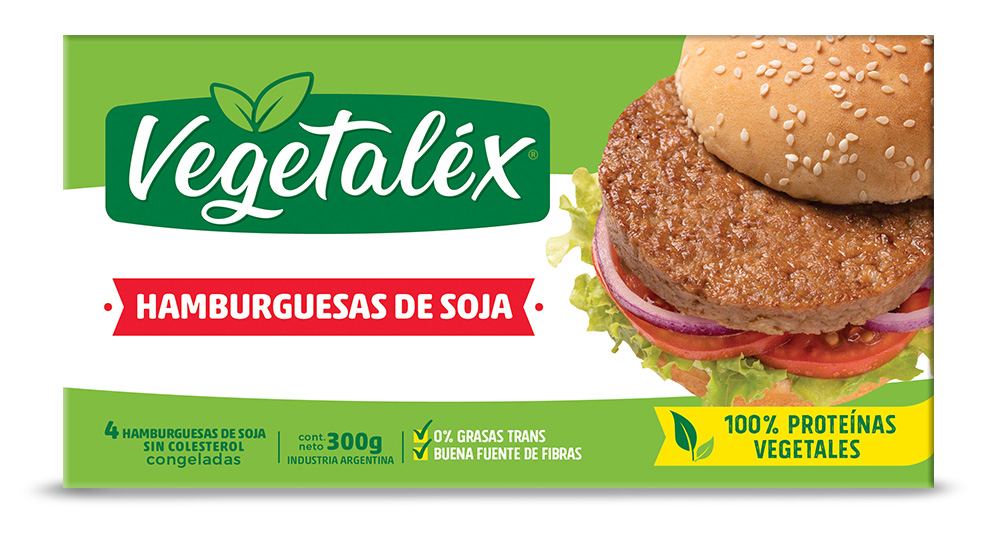 Vegetaléx®
HAMBURGUESAS DE SOJA
4 HAMBURGUESAS DE SOJA
SIN COLESTEROL
congeladas
cont. neto 300g
INDUSTRIA ARGENTINA
0% GRASAS TRANS
BUENA FUENTE DE FIBRAS
100% PROTEÍNAS
VEGETALES